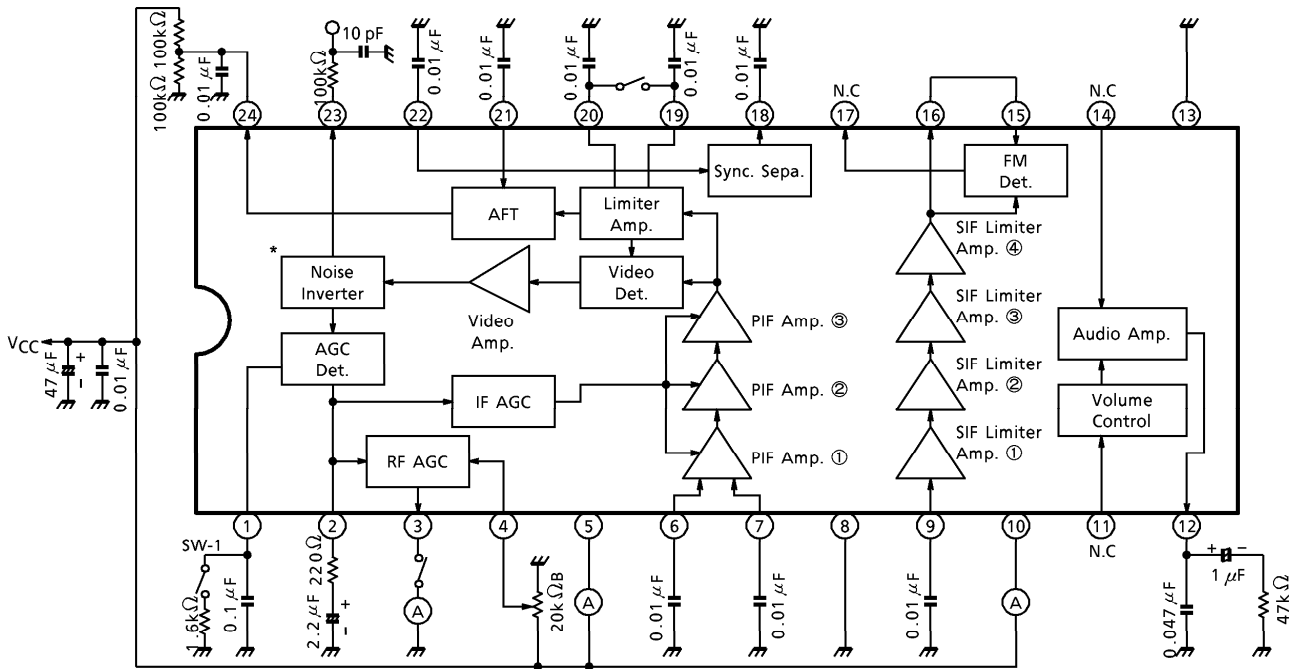 100kΩ 100kΩ
0.01 μF
100kΩ
10 pF
0.01 μF
0.01 μF
0.01 μF
0.01 μF
0.01 μF
N.C
N.C
24 23 22 21 20 19 18 17 16 15 14 13
Sync. Sepa.
FM
Det.
AFT
Limiter
Amp.
SIF Limiter
Amp. ④
*
Noise
Inverter
Video
Det.
Video
Amp.
SIF Limiter
Amp. ③
PIF Amp. ③
Audio Amp.
VCC
47 μF
+
-
0.01 μF
AGC
Det.
IF AGC
PIF Amp. ②
SIF Limiter
Amp. ②
Volume
Control
RF AGC
PIF Amp. ①
SIF Limiter
Amp. ①
1 2 3 4 5 6 7 8 9 10 11 12
N.C
SW-1
1.6kΩ
0.1 μF
220Ω
2.2 μF
+
-
A
20kΩB
A
0.01 μF
0.01 μF
0.01 μF
A
0.047 μF
+ -
1 μF
47kΩ